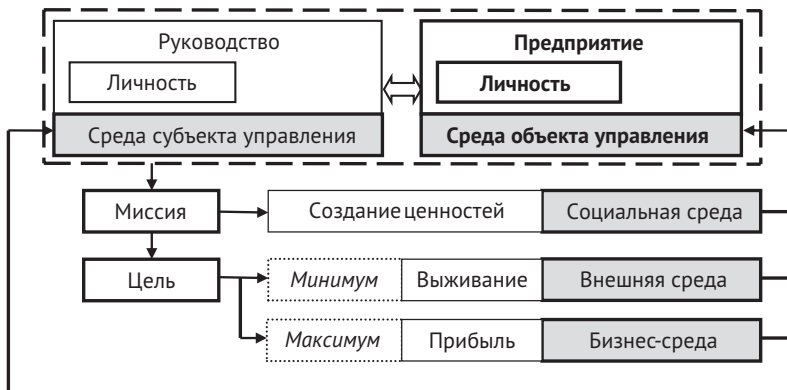 Руководство
Предприятие
Личность
Личность
Среда субъекта управления
Среда объекта управления
Миссия
Создание ценностей
Социальная среда
Цель
Минимум
Выживание
Внешняя среда
Максимум
Прибыль
Бизнес-среда